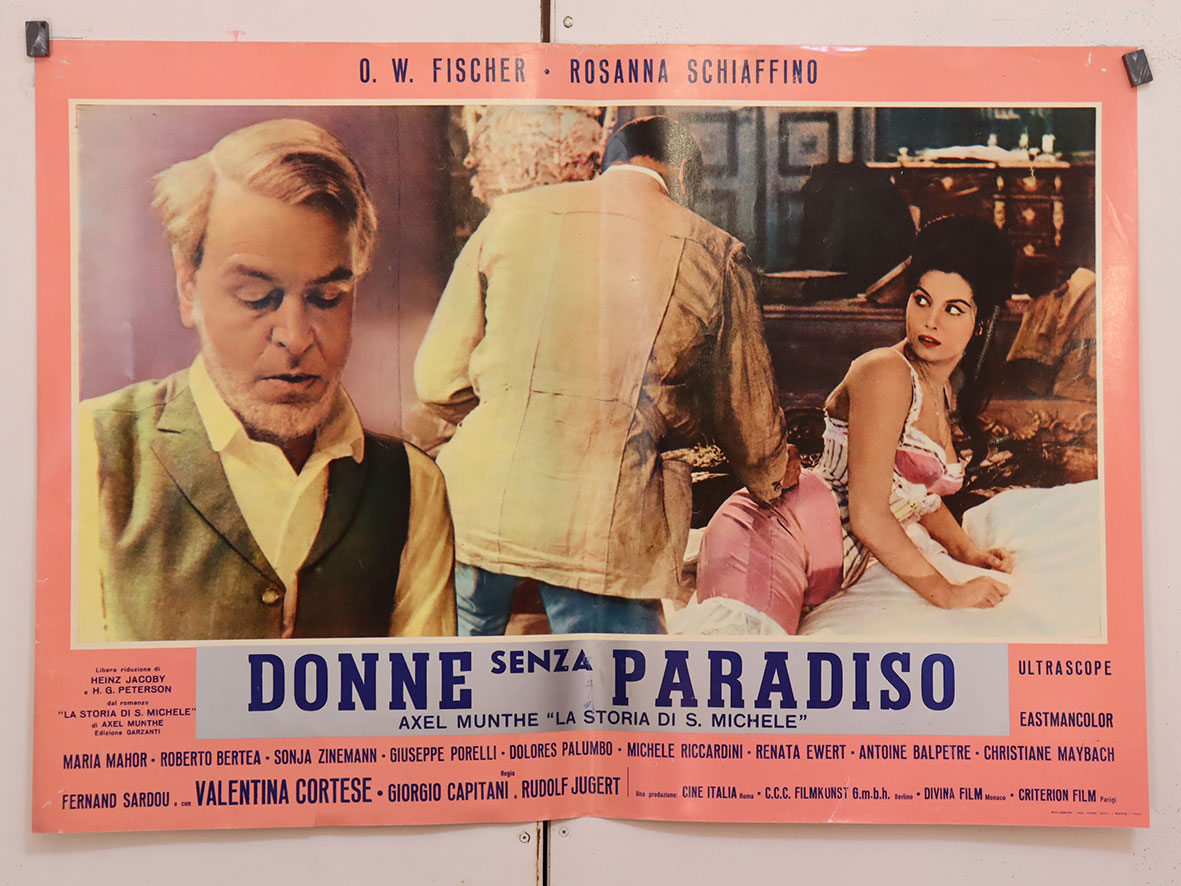 O. W. FISCHER · ROSANNA SCHIAFFINO
Libera riduzione di
HEINZ JACOBY
e H. G. PETERSON
dal romanzo
"LA STORIA DI S. MICHELE"
di AXEL MUNTHE
Edizione GARZANTI
DONNE SENZA PARADISO
AXEL MUNTHE "LA STORIA DI S. MICHELE"
ULTRASCOPE
EASTMANCOLOR
MARIA MAHOR · ROBERTO BERTEA · SONJA ZINEMANN · GIUSEPPE PORELLI · DOLORES PALUMBO · MICHELE RICCARDINI · RENATA EWERT · ANTOINE BALPETRE · CHRISTIANE MAYBACH
FERNAND SARDOU e con VALENTINA CORTESE · Regia GIORGIO CAPITANI e RUDOLF JUGERT
Una produzione: CINE ITALIA Roma · C.C.C. FILMKUNST G.m.b.h. Berlino · DIVINA FILM Monaco · CRITERION FILM Parigi